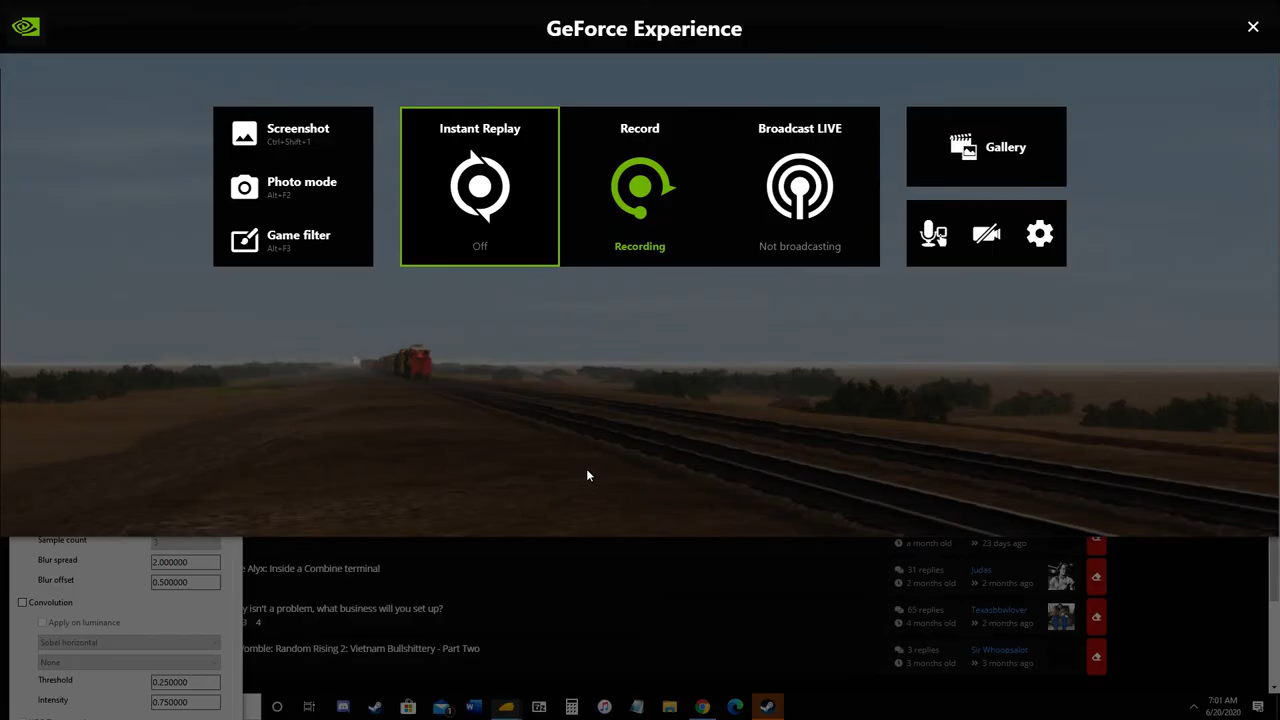 GeForce Experience
Screenshot
Ctrl+Shift+1
Photo mode
Alt+F2
Game filter
Alt+F3
Instant Replay
Off
Record
Recording
Broadcast LIVE
Not broadcasting
Gallery
Sample count
3
Blur spread
2.000000
Blur offset
0.500000
Convolution
Apply on luminance
Sobel horizontal
None
Threshold
0.250000
Intensity
0.750000
a month old
23 days ago
e Alyx: Inside a Combine terminal
31 replies
Judas
2 months old
2 months ago
y isn't a problem, what business will you set up?
3 4
65 replies
Texasbbwlover
4 months old
2 months ago
Vomble: Random Rising 2: Vietnam Bullshittery - Part Two
3 replies
Sir Whoopsalot
3 months old
3 months ago
7:01 AM
6/20/2020